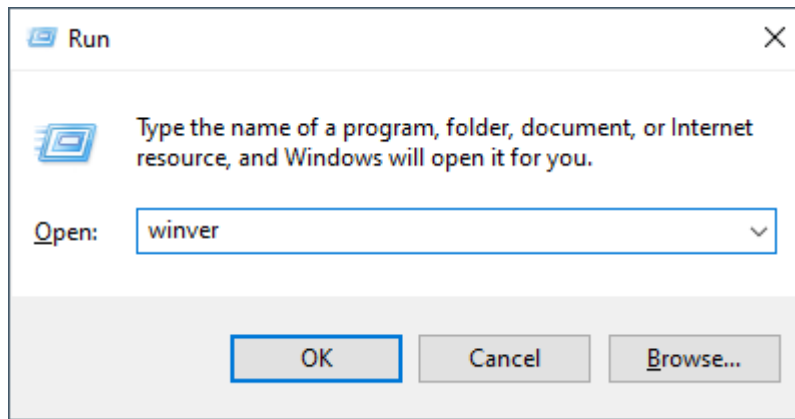 Run
Type the name of a program, folder, document, or Internet
resource, and Windows will open it for you.
Open: winver
OK Cancel Browse...